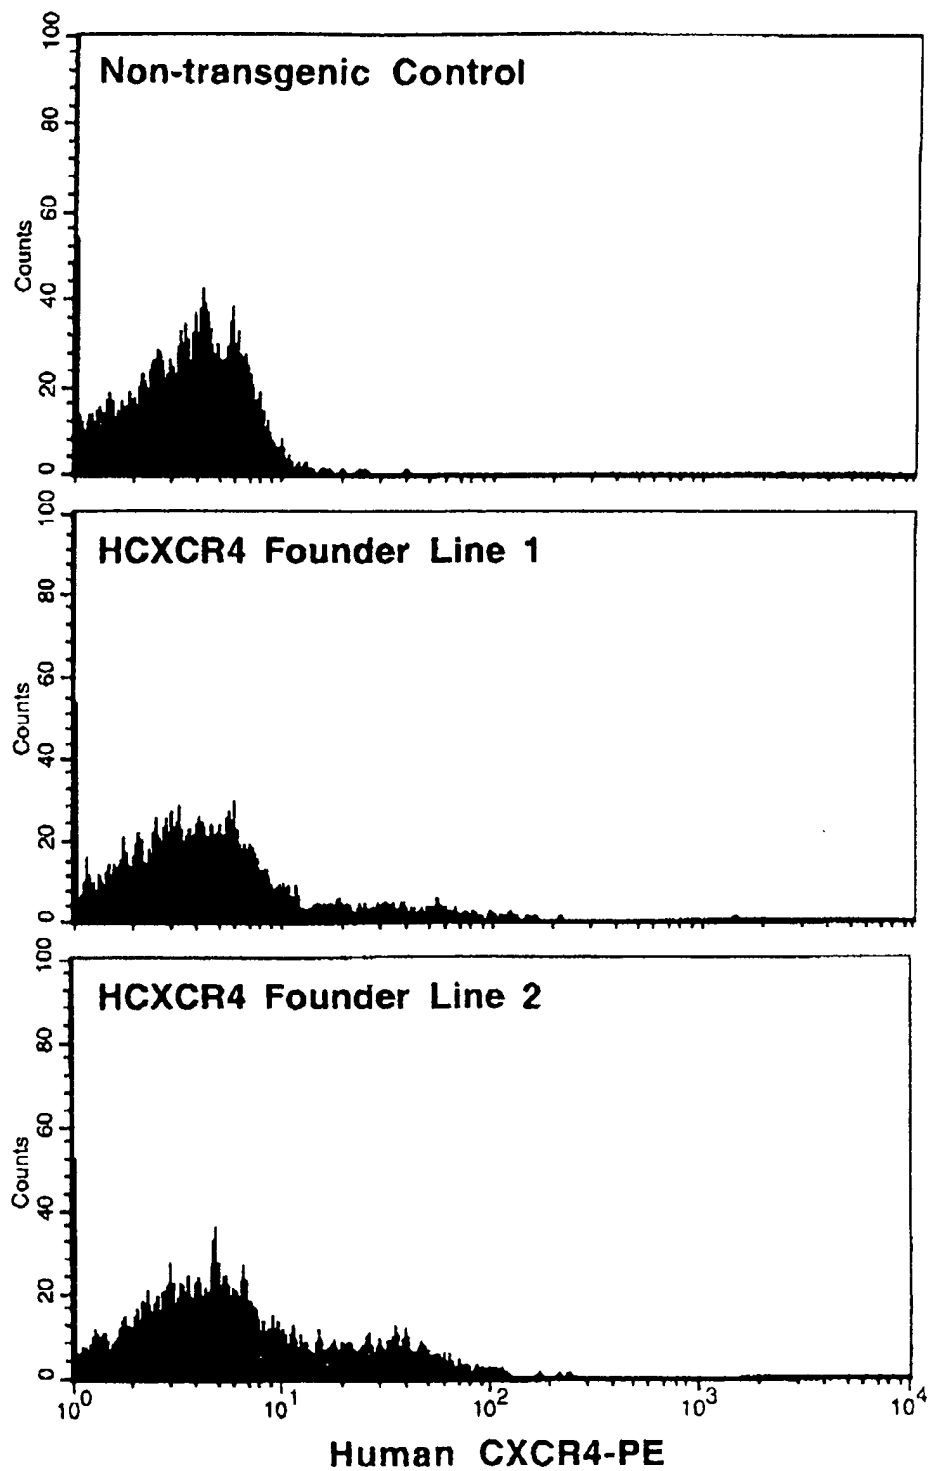 Non-transgenic Control
Counts
100
80
60
40
20
0
HCXCR4 Founder Line 1
Counts
100
80
60
40
20
0
HCXCR4 Founder Line 2
Counts
100
80
60
40
20
0
10⁰ 10¹ 10² 10³ 10⁴
Human CXCR4-PE